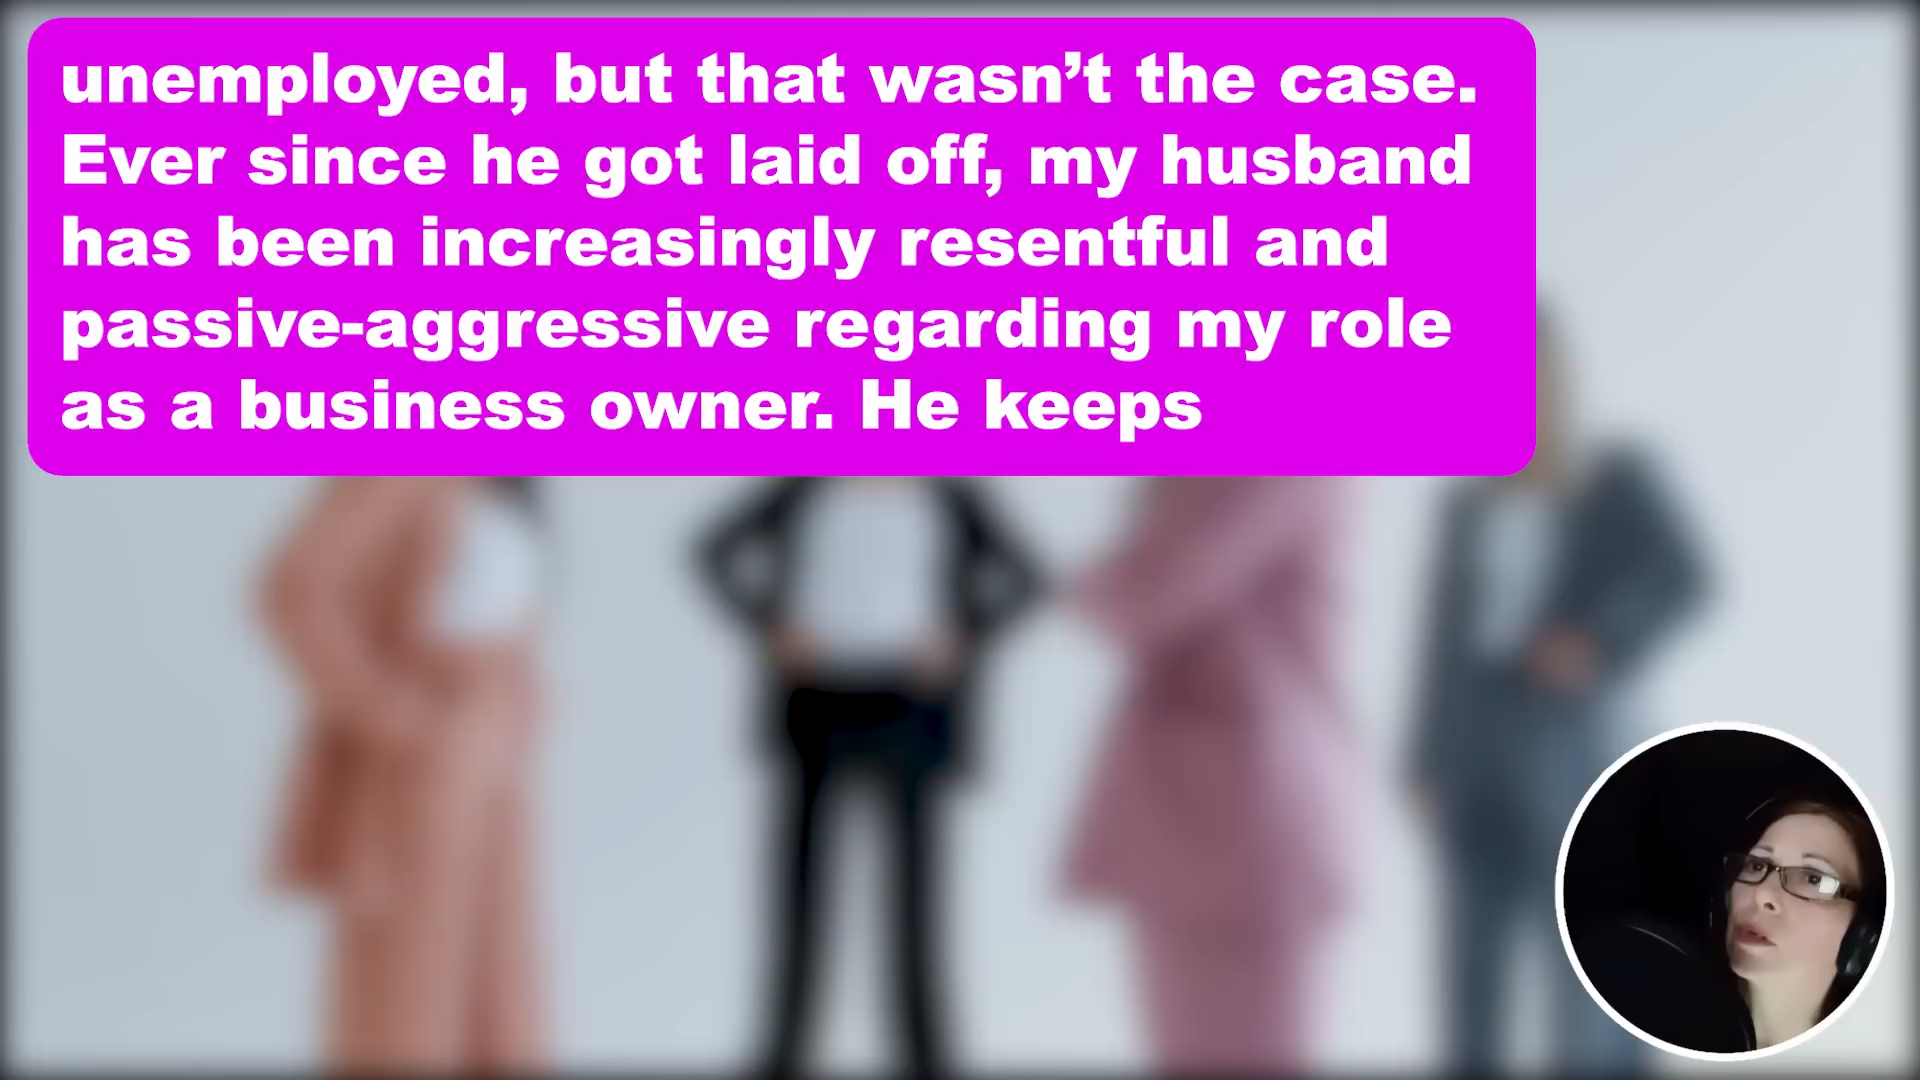 unemployed, but that wasn’t the case.
Ever since he got laid off, my husband
has been increasingly resentful and
passive-aggressive regarding my role
as a business owner. He keeps